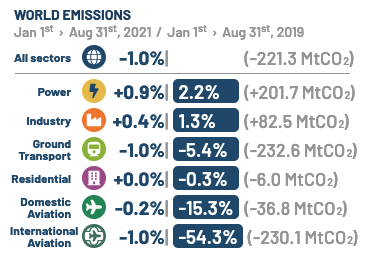 WORLD EMISSIONS
Jan 1st › Aug 31st, 2021 / Jan 1st › Aug 31st, 2019
All sectors -1.0%| (-221.3 MtCO₂)
Power +0.9%| 2.2% (+201.7 MtCO₂)
Industry +0.4%| 1.3% (+82.5 MtCO₂)
Ground
Transport -1.0%| -5.4% (-232.6 MtCO₂)
Residential +0.0%| -0.3% (-6.0 MtCO₂)
Domestic
Aviation -0.2%| -15.3% (-36.8 MtCO₂)
International
Aviation -1.0%| -54.3% (-230.1 MtCO₂)